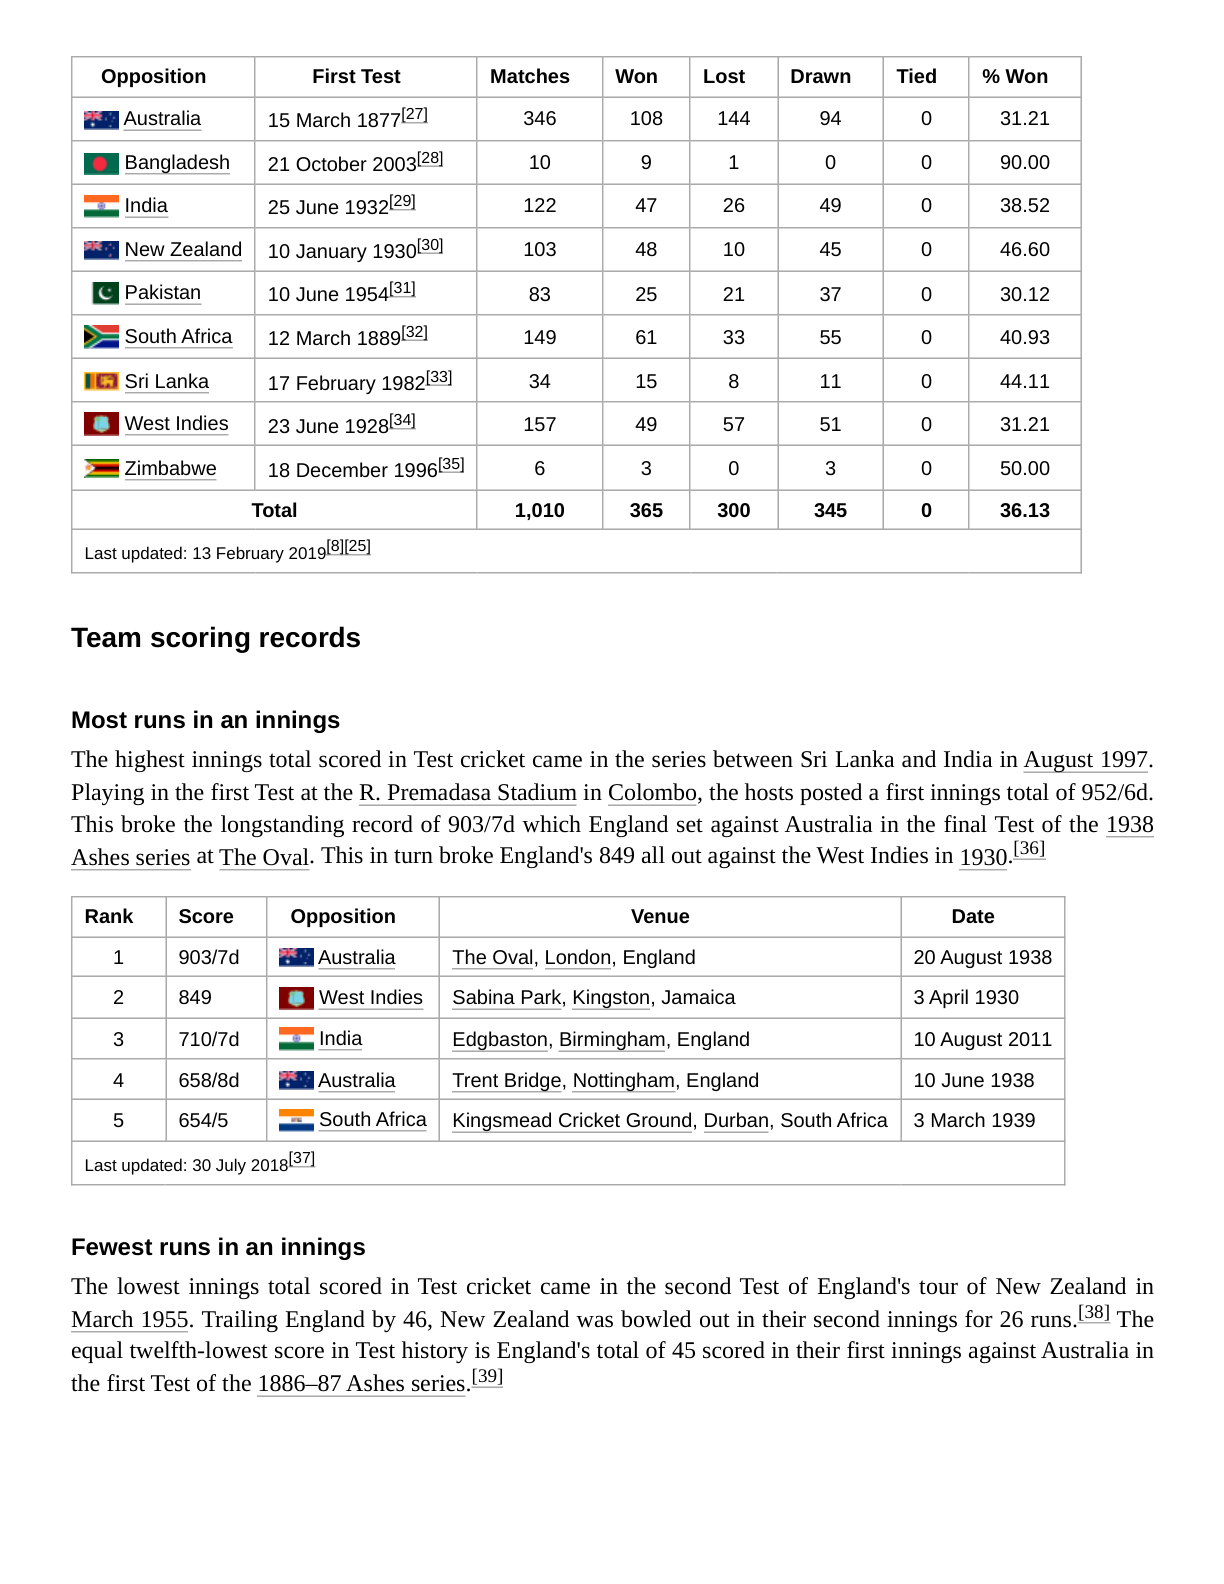 Opposition First Test Matches Won Lost Drawn Tied % Won
Australia 15 March 1877[27] 346 108 144 94 0 31.21
Bangladesh 21 October 2003[28] 10 9 1 0 0 90.00
India 25 June 1932[29] 122 47 26 49 0 38.52
New Zealand 10 January 1930[30] 103 48 10 45 0 46.60
Pakistan 10 June 1954[31] 83 25 21 37 0 30.12
South Africa 12 March 1889[32] 149 61 33 55 0 40.93
Sri Lanka 17 February 1982[33] 34 15 8 11 0 44.11
West Indies 23 June 1928[34] 157 49 57 51 0 31.21
Zimbabwe 18 December 1996[35] 6 3 0 3 0 50.00
Total 1,010 365 300 345 0 36.13
Last updated: 13 February 2019[8][25]
Team scoring records
Most runs in an innings
The highest innings total scored in Test cricket came in the series between Sri Lanka and India in August 1997.
Playing in the first Test at the R. Premadasa Stadium in Colombo, the hosts posted a first innings total of 952/6d.
This broke the longstanding record of 903/7d which England set against Australia in the final Test of the 1938
Ashes series at The Oval. This in turn broke England's 849 all out against the West Indies in 1930.[36]
Rank Score Opposition Venue Date
1 903/7d Australia The Oval, London, England 20 August 1938
2 849 West Indies Sabina Park, Kingston, Jamaica 3 April 1930
3 710/7d India Edgbaston, Birmingham, England 10 August 2011
4 658/8d Australia Trent Bridge, Nottingham, England 10 June 1938
5 654/5 South Africa Kingsmead Cricket Ground, Durban, South Africa 3 March 1939
Last updated: 30 July 2018[37]
Fewest runs in an innings
The lowest innings total scored in Test cricket came in the second Test of England's tour of New Zealand in
March 1955. Trailing England by 46, New Zealand was bowled out in their second innings for 26 runs.[38] The
equal twelfth-lowest score in Test history is England's total of 45 scored in their first innings against Australia in
the first Test of the 1886–87 Ashes series.[39]